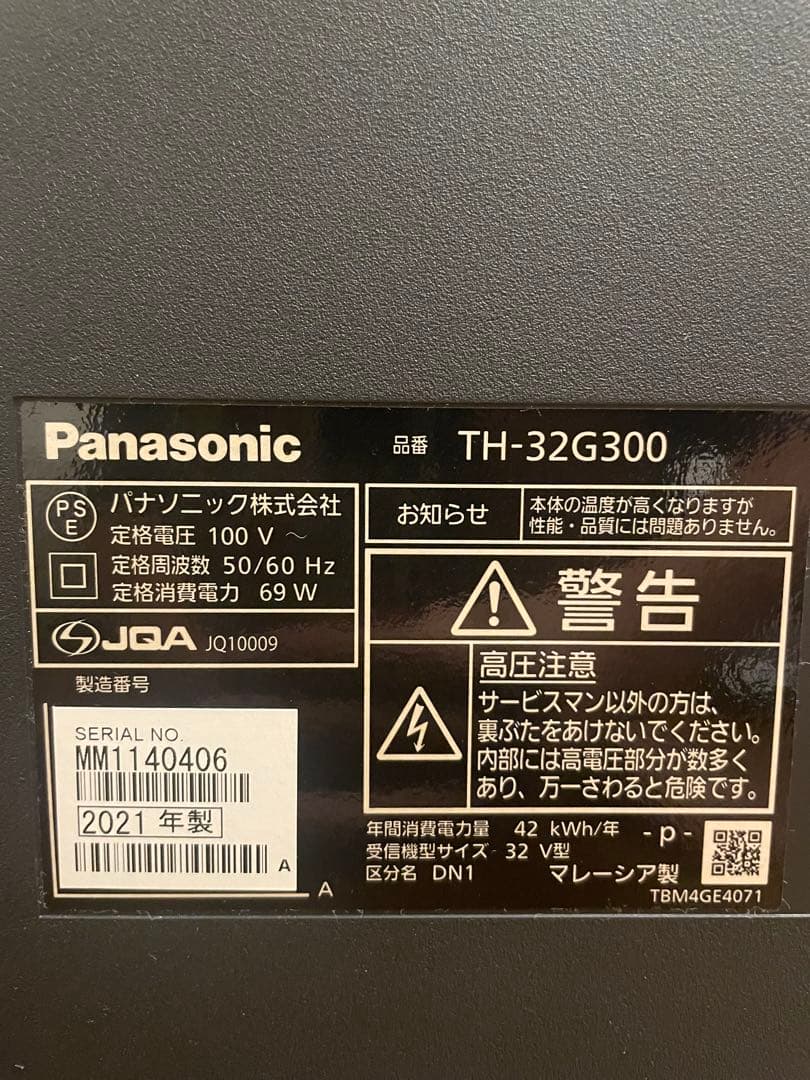 Panasonic
品番 TH-32G300
PSE
パナソニック株式会社
定格電圧 100 V ～
定格周波数 50/60 Hz
定格消費電力 69 W
JQA JQ10009
製造番号
SERIAL NO.
MM1140406
2021 年製
A
A
お知らせ
本体の温度が高くなりますが
性能・品質には問題ありません。
警告
高圧注意
サービスマン以外の方は、
裏ぶたをあけないでください。
内部には高電圧部分が数多く
あり、万一さわると危険です。
年間消費電力量 42 kWh/年 -p-
受信機型サイズ 32 V型
区分名 DN1 マレーシア製
TBM4GE4071